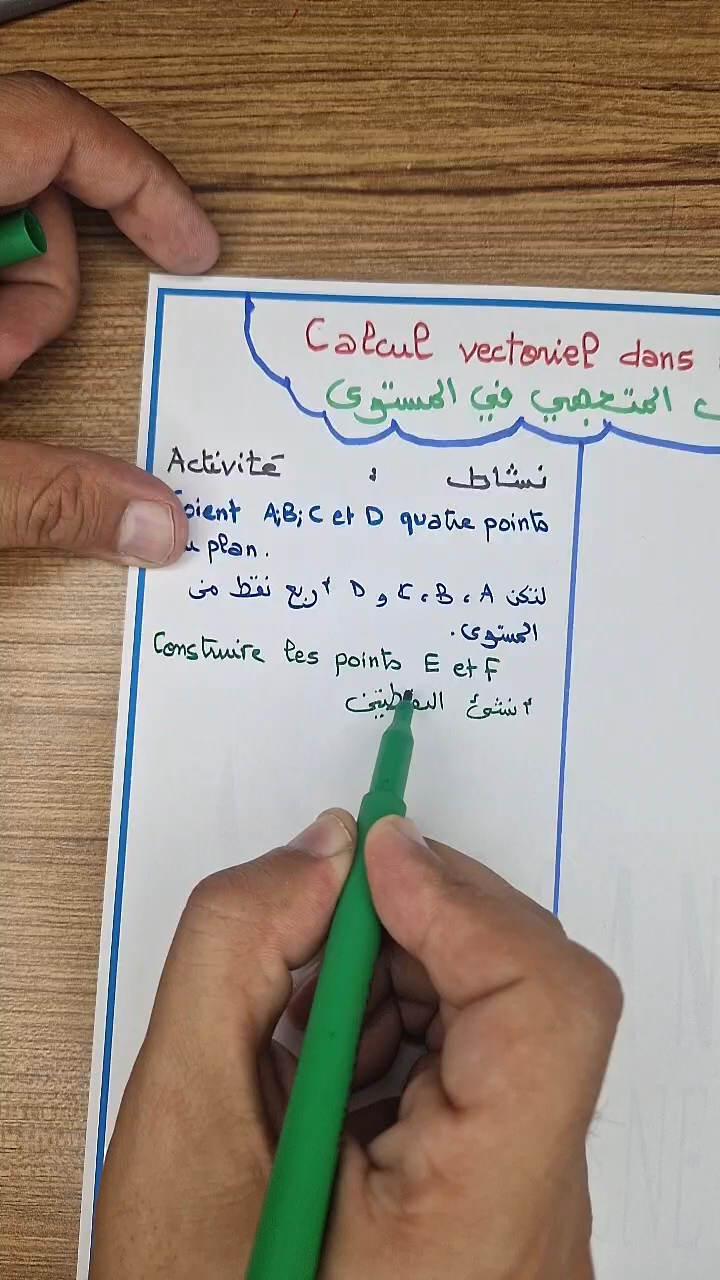 Calcul vectoriel dans
المتجهي في المستوى
Activité : نشاط
Soient A;B; C et D quatre points
plan.
لتكن A ، B ، C و D أربع نقط من
المستوى.
Construire les points E et F
أنشئ النقطتين